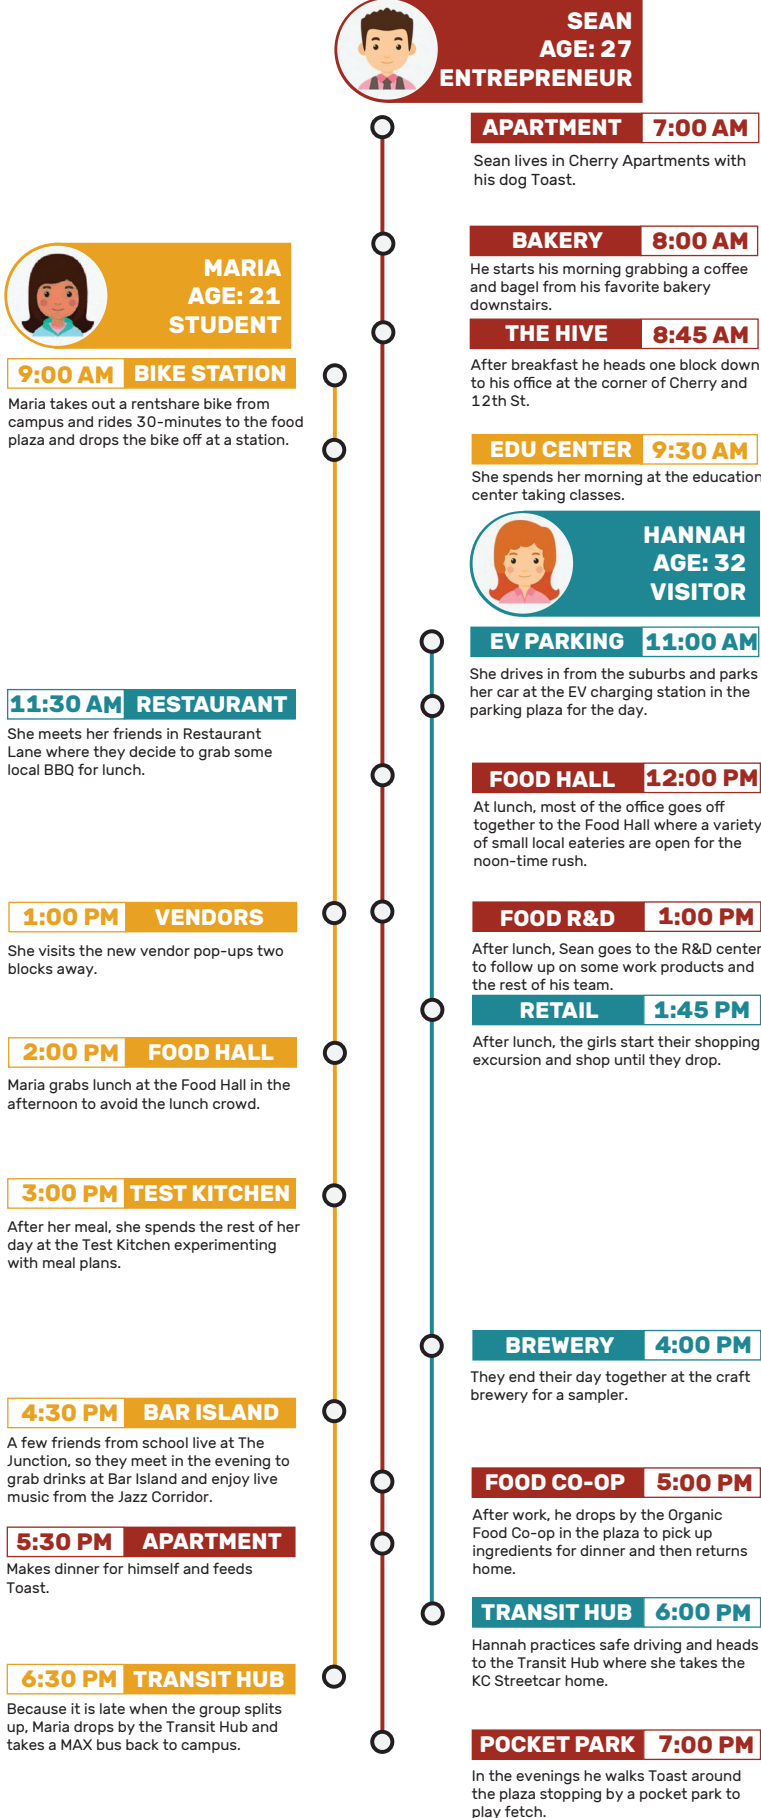 SEAN
AGE: 27
ENTREPRENEUR
APARTMENT 7:00 AM
Sean lives in Cherry Apartments with
his dog Toast.
BAKERY 8:00 AM
He starts his morning grabbing a coffee
and bagel from his favorite bakery
downstairs.
MARIA
AGE: 21
STUDENT
THE HIVE 8:45 AM
After breakfast he heads one block down
to his office at the corner of Cherry and
12th St.
9:00 AM BIKE STATION
Maria takes out a rentshare bike from
campus and rides 30-minutes to the food
plaza and drops the bike off at a station.
EDU CENTER 9:30 AM
She spends her morning at the education
center taking classes.
HANNAH
AGE: 32
VISITOR
EV PARKING 11:00 AM
She drives in from the suburbs and parks
her car at the EV charging station in the
parking plaza for the day.
11:30 AM RESTAURANT
She meets her friends in Restaurant
Lane where they decide to grab some
local BBQ for lunch.
FOOD HALL 12:00 PM
At lunch, most of the office goes off
together to the Food Hall where a variety
of small local eateries are open for the
noon-time rush.
1:00 PM VENDORS
She visits the new vendor pop-ups two
blocks away.
FOOD R&D 1:00 PM
After lunch, Sean goes to the R&D center
to follow up on some work products and
the rest of his team.
RETAIL 1:45 PM
After lunch, the girls start their shopping
excursion and shop until they drop.
2:00 PM FOOD HALL
Maria grabs lunch at the Food Hall in the
afternoon to avoid the lunch crowd.
3:00 PM TEST KITCHEN
After her meal, she spends the rest of her
day at the Test Kitchen experimenting
with meal plans.
BREWERY 4:00 PM
They end their day together at the craft
brewery for a sampler.
4:30 PM BAR ISLAND
A few friends from school live at The
Junction, so they meet in the evening to
grab drinks at Bar Island and enjoy live
music from the Jazz Corridor.
FOOD CO-OP 5:00 PM
After work, he drops by the Organic
Food Co-op in the plaza to pick up
ingredients for dinner and then returns
home.
5:30 PM APARTMENT
Makes dinner for himself and feeds
Toast.
TRANSIT HUB 6:00 PM
Hannah practices safe driving and heads
to the Transit Hub where she takes the
KC Streetcar home.
6:30 PM TRANSIT HUB
Because it is late when the group splits
up, Maria drops by the Transit Hub and
takes a MAX bus back to campus.
POCKET PARK 7:00 PM
In the evenings he walks Toast around
the plaza stopping by a pocket park to
play fetch.